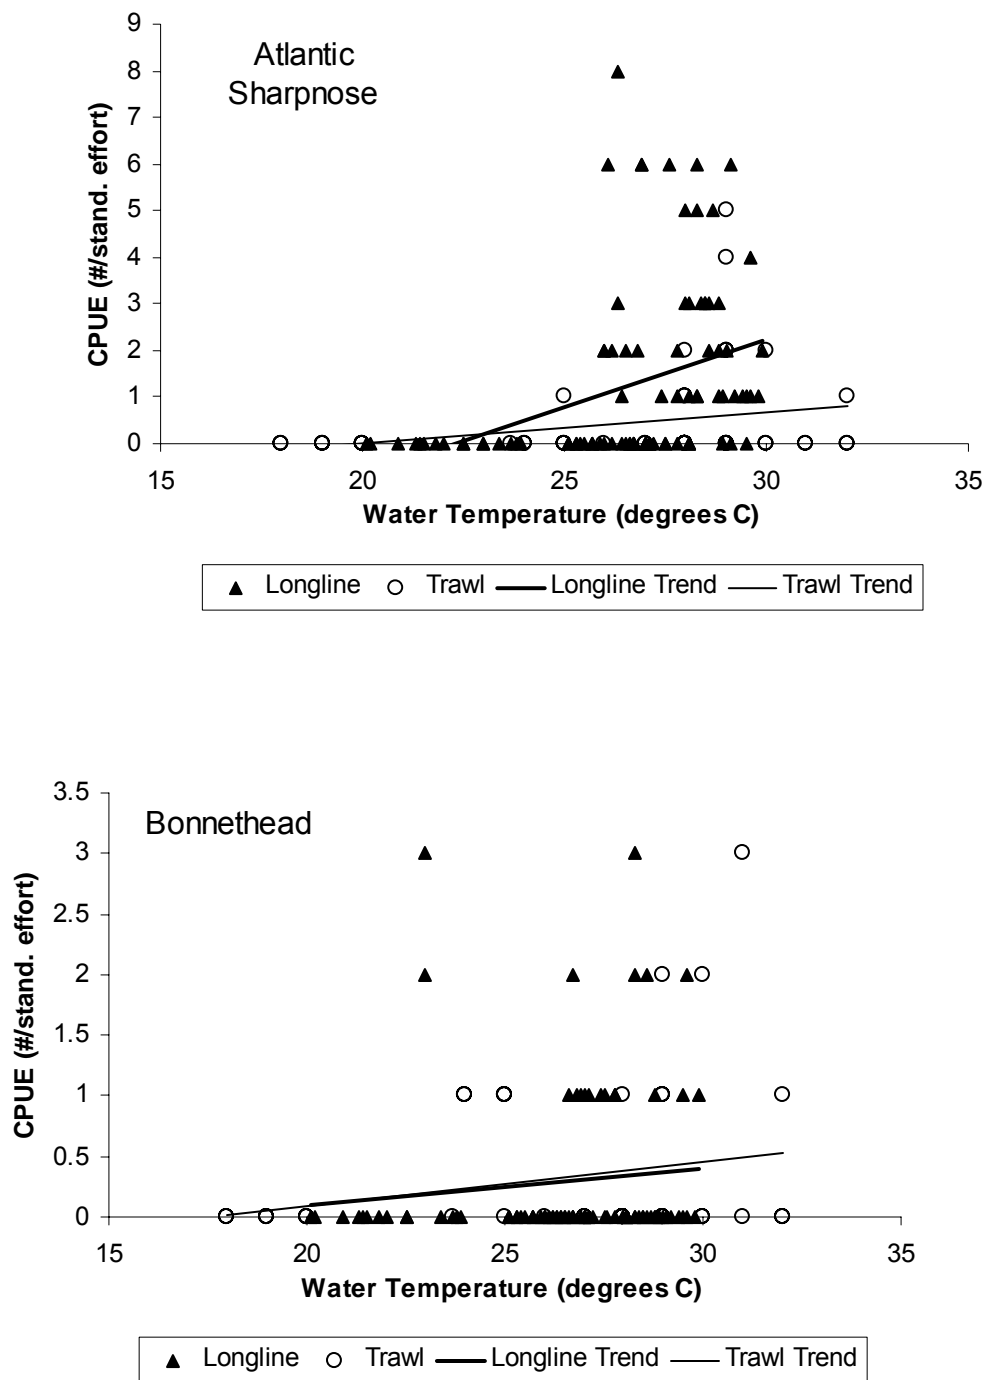 Atlantic
Sharpnose
CPUE (#/stand. effort)
9
8
7
6
5
4
3
2
1
0
15 20 25 30 35
Water Temperature (degrees C)
Longline Trawl Longline Trend Trawl Trend
Bonnethead
CPUE (#/stand. effort)
3.5
3
2.5
2
1.5
1
0.5
0
15 20 25 30 35
Water Temperature (degrees C)
Longline Trawl Longline Trend Trawl Trend